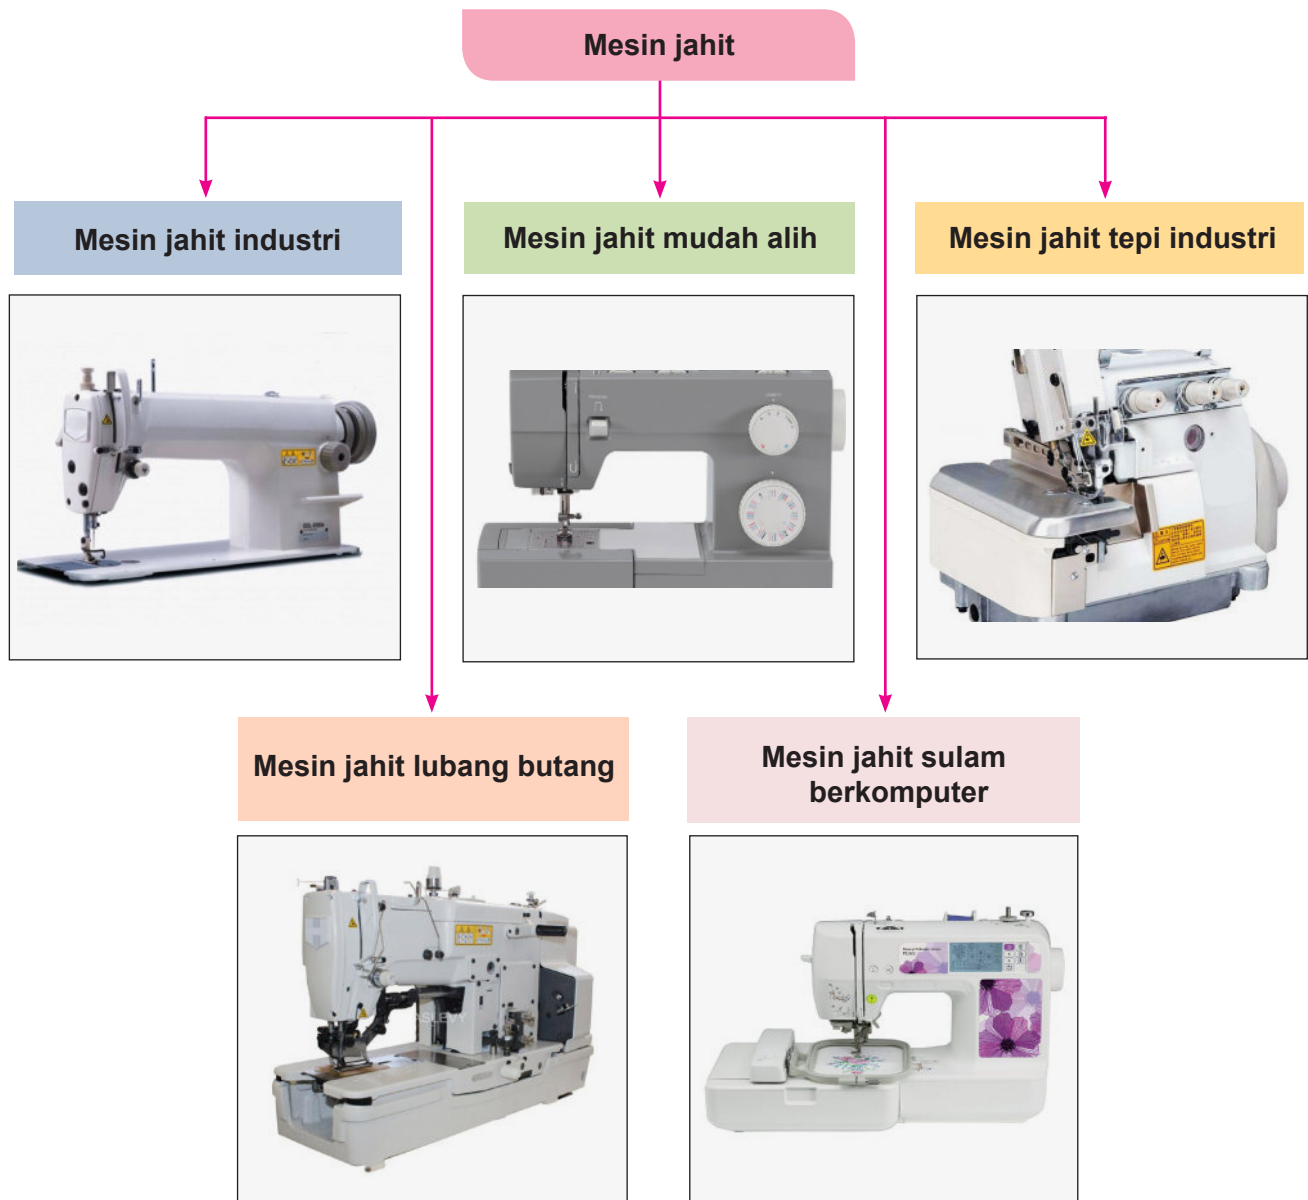 Mesin jahit
Mesin jahit industri
Mesin jahit mudah alih
Mesin jahit tepi industri
Mesin jahit lubang butang
Mesin jahit sulam
berkomputer